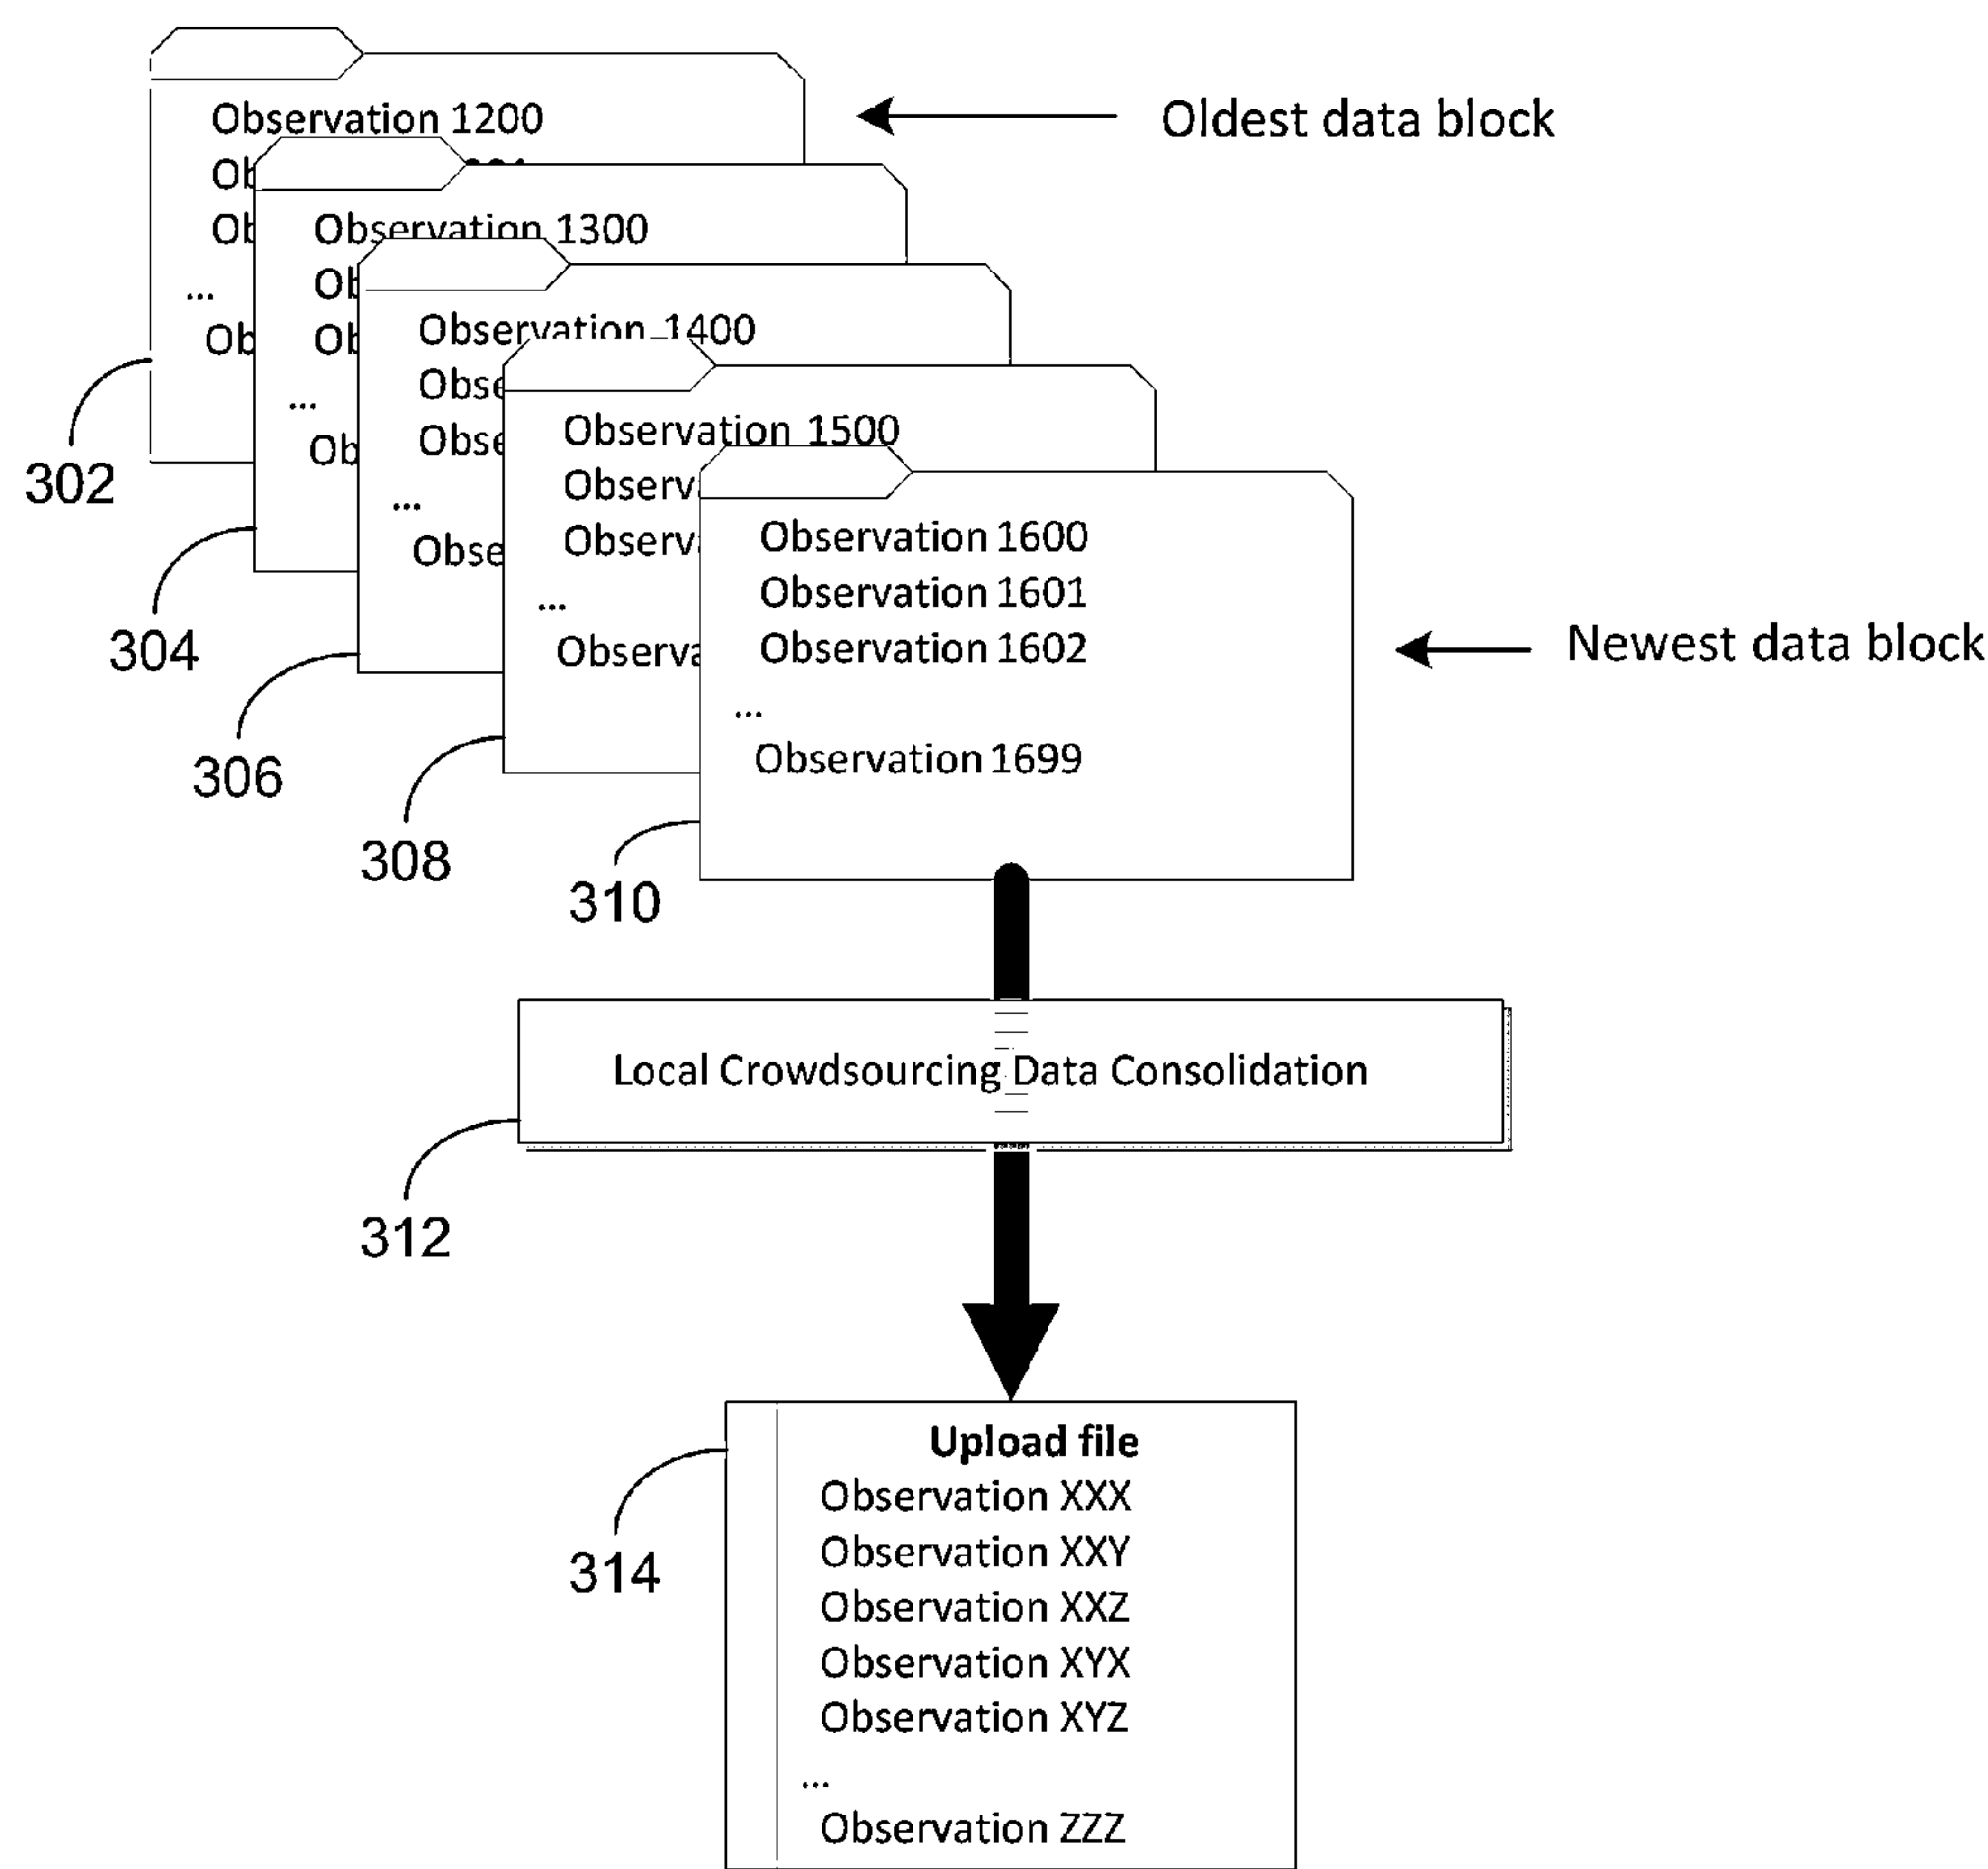 Observation 1200
Oldest data block
Observation 1300
...
Observation 1400
...
Observation 1500
...
302
Observation 1600
Observation 1601
Observation 1602
...
304
Newest data block
...
306
Observation 1699
308
310
Local Crowdsourcing Data Consolidation
312
Upload file
Observation XXX
Observation XXY
314
Observation XXZ
Observation XYX
Observation XYZ
...
Observation ZZZ